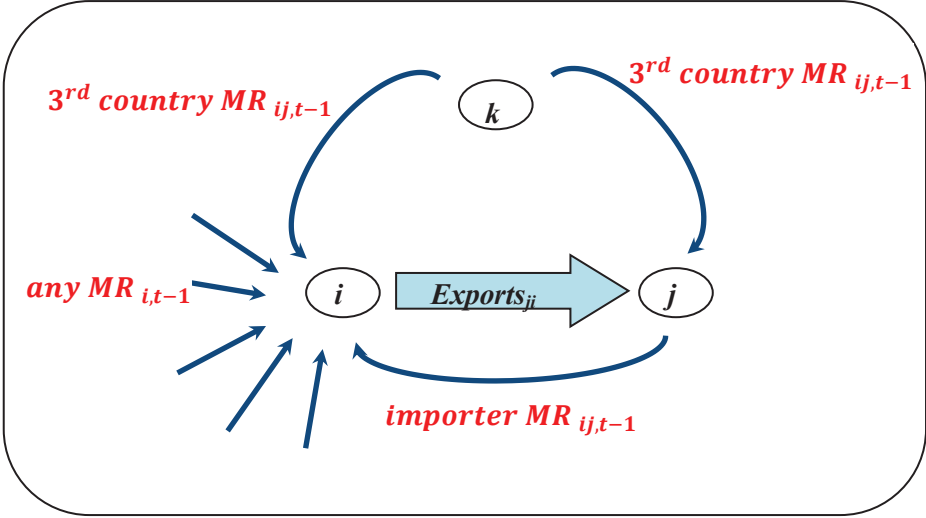 3rd country MR ij,t−1
3rd country MR ij,t−1
k
any MR i,t−1
i
Exportsji
j
importer MR ij,t−1